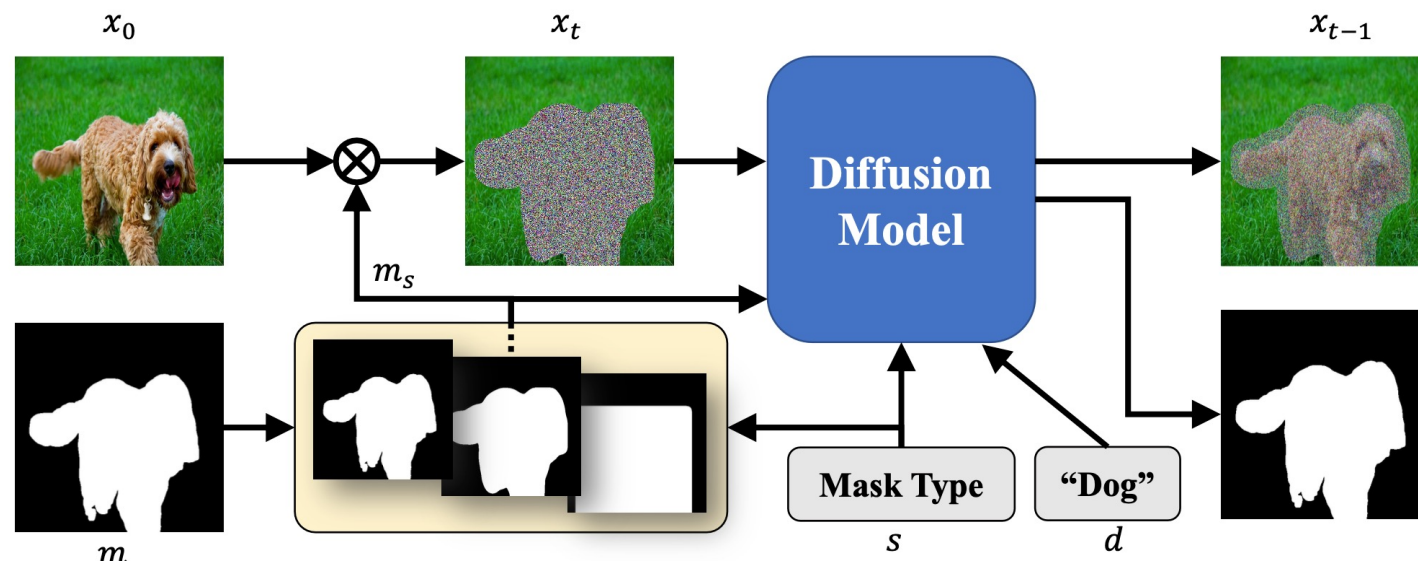 x₀
xₜ
xₜ₋₁
Diffusion
Model
mₛ
Mask Type
“Dog”
m
s
d